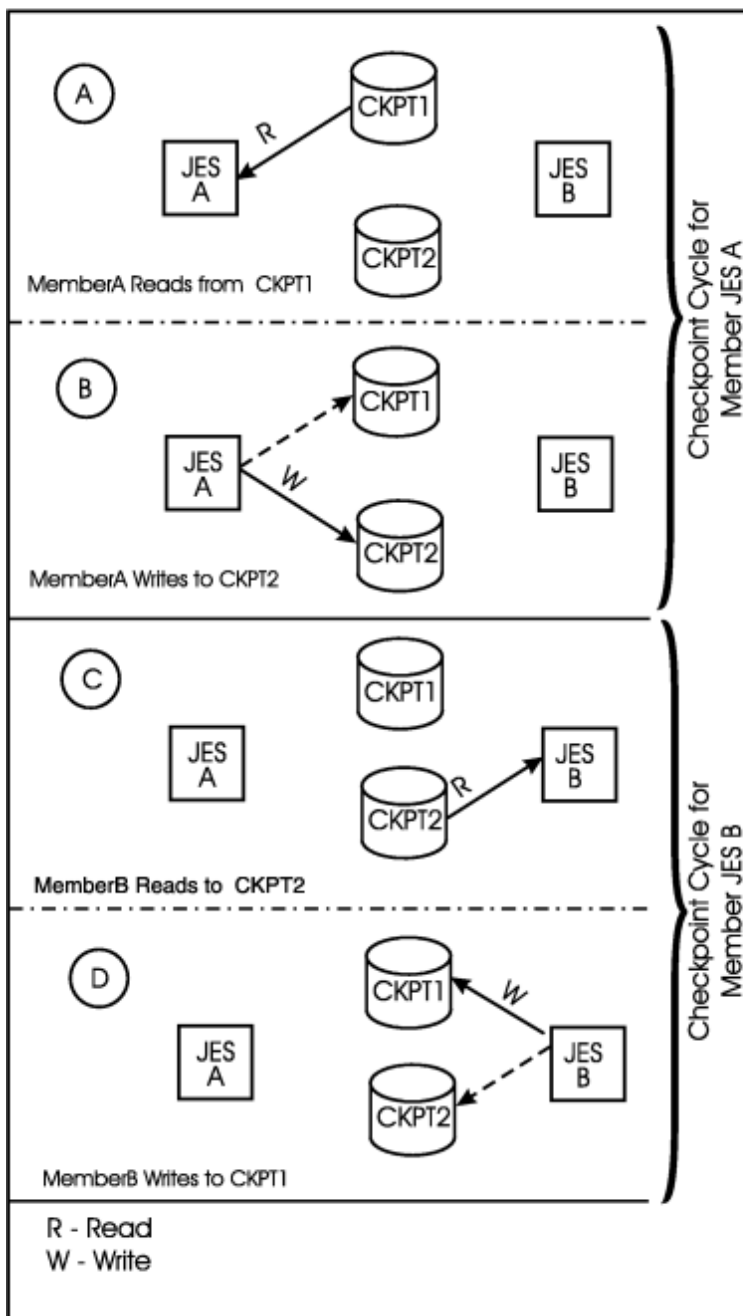 A
CKPT1
R
JES
A
JES
B
CKPT2
MemberA Reads from CKPT1
B
CKPT1
JES
A
W
JES
B
CKPT2
MemberA Writes to CKPT2
Checkpoint Cycle for
Member JES A
C
CKPT1
JES
A
JES
B
R
CKPT2
MemberB Reads to CKPT2
D
CKPT1
W
JES
A
JES
B
CKPT2
MemberB Writes to CKPT1
Checkpoint Cycle for
Member JES B
R - Read
W - Write